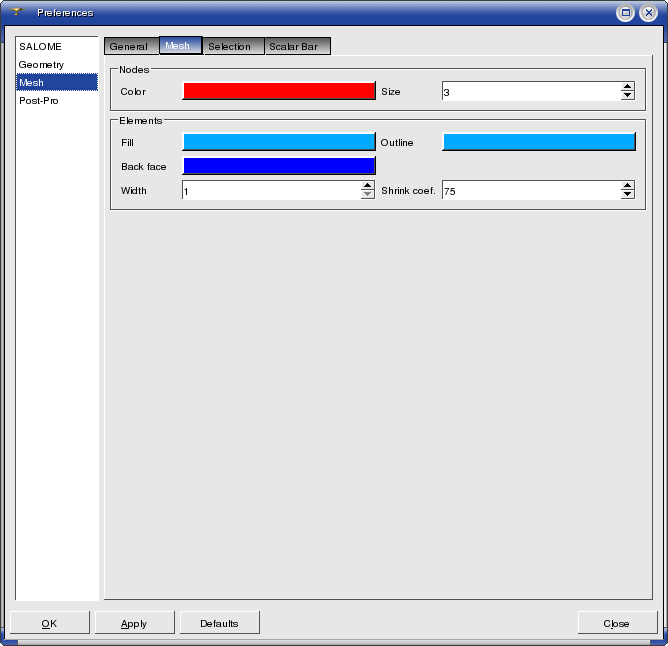 Preferences
SALOME
Geometry
Mesh
Post-Pro
General Mesh Selection Scalar Bar
Nodes
Color Size 3
Elements
Fill Outline
Back face
Width 1 Shrink coef. 75
OK Apply Defaults Close